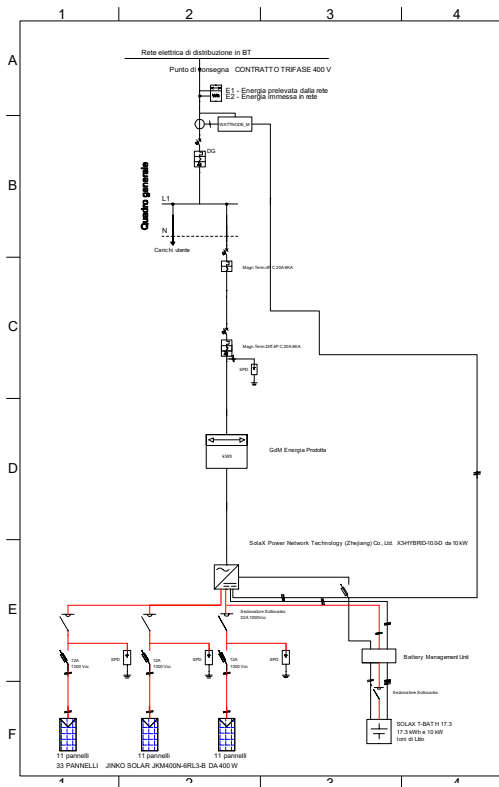 1 2 3 4
A
Rete elettrica di distribuzione in BT
Punto di consegna CONTRATTO TRIFASE 400 V
E1 - Energia prelevata dalla rete
E2 - Energia immessa in rete
WATTNODE_M
B
DG
Quadro generale
L1
N
Carichi utente
Magn.Term.4P C 20A 6KA
C
Magn.Term.Diff.4P C 20A 6KA
SPD
D
GdM Energia Prodotta
kWh
SolaX Power Network Technology (Zhejiang) Co., Ltd. X3-HYBRID-10.0-D da 10 kW
E
Sezionatore Sottocarico
32A 1000Vcc
12A
1000 Vcc
SPD
12A
1000 Vcc
SPD
12A
1000 Vcc
SPD
Battery Management Unit
Sezionatore Sottocarico
F
SOLAX T-BAT H 17.3
17.3 kWh e 10 kW
Ioni di Litio
11 pannelli 11 pannelli 11 pannelli
33 PANNELLI JINKO SOLAR JKM400N-6RL3-B DA 400 W
1 2 3 4